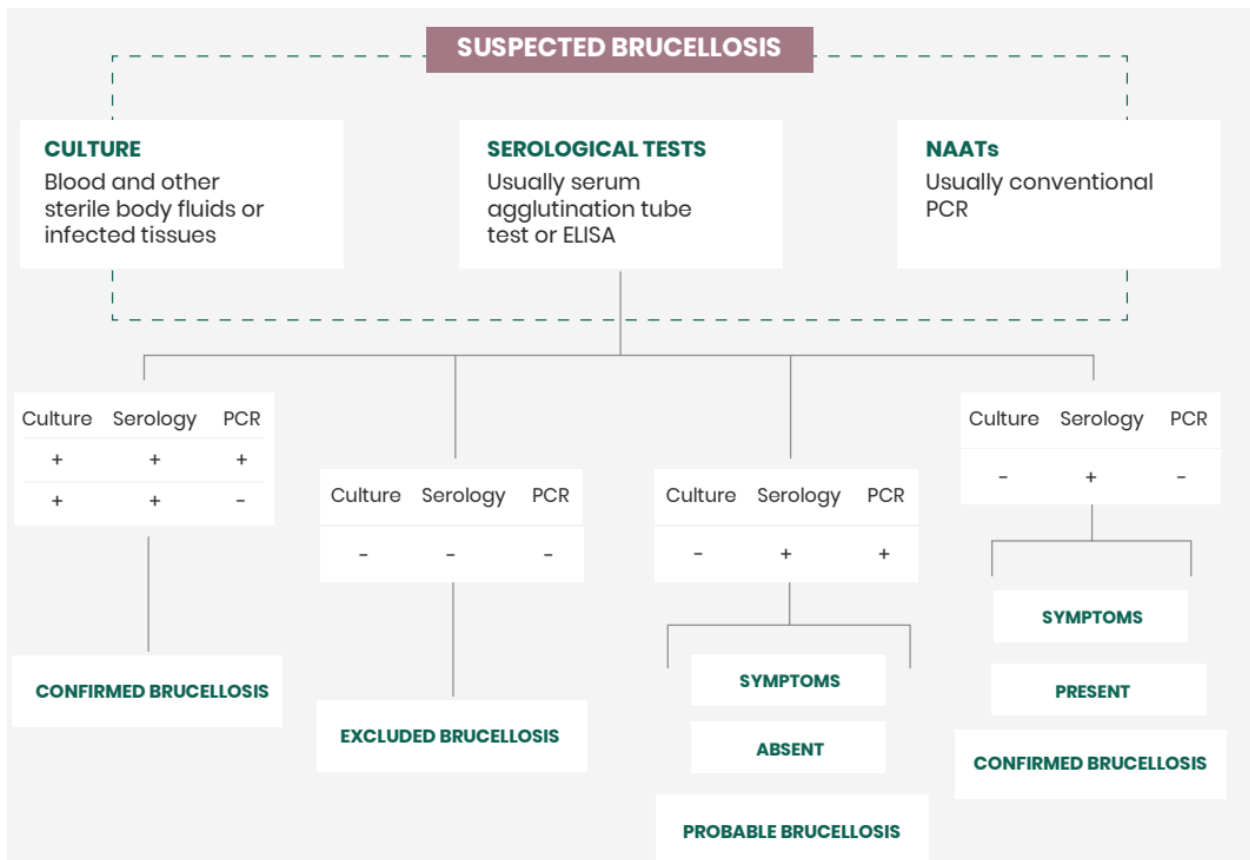 SUSPECTED BRUCELLOSIS
CULTURE
Blood and other
sterile body fluids or
infected tissues
SEROLOGICAL TESTS
Usually serum
agglutination tube
test or ELISA
NAATs
Usually conventional
PCR
Culture Serology PCR
+ + +
+ + -
CONFIRMED BRUCELLOSIS
Culture Serology PCR
- - -
EXCLUDED BRUCELLOSIS
Culture Serology PCR
- + +
SYMPTOMS
ABSENT
PROBABLE BRUCELLOSIS
Culture Serology PCR
- + -
SYMPTOMS
PRESENT
CONFIRMED BRUCELLOSIS